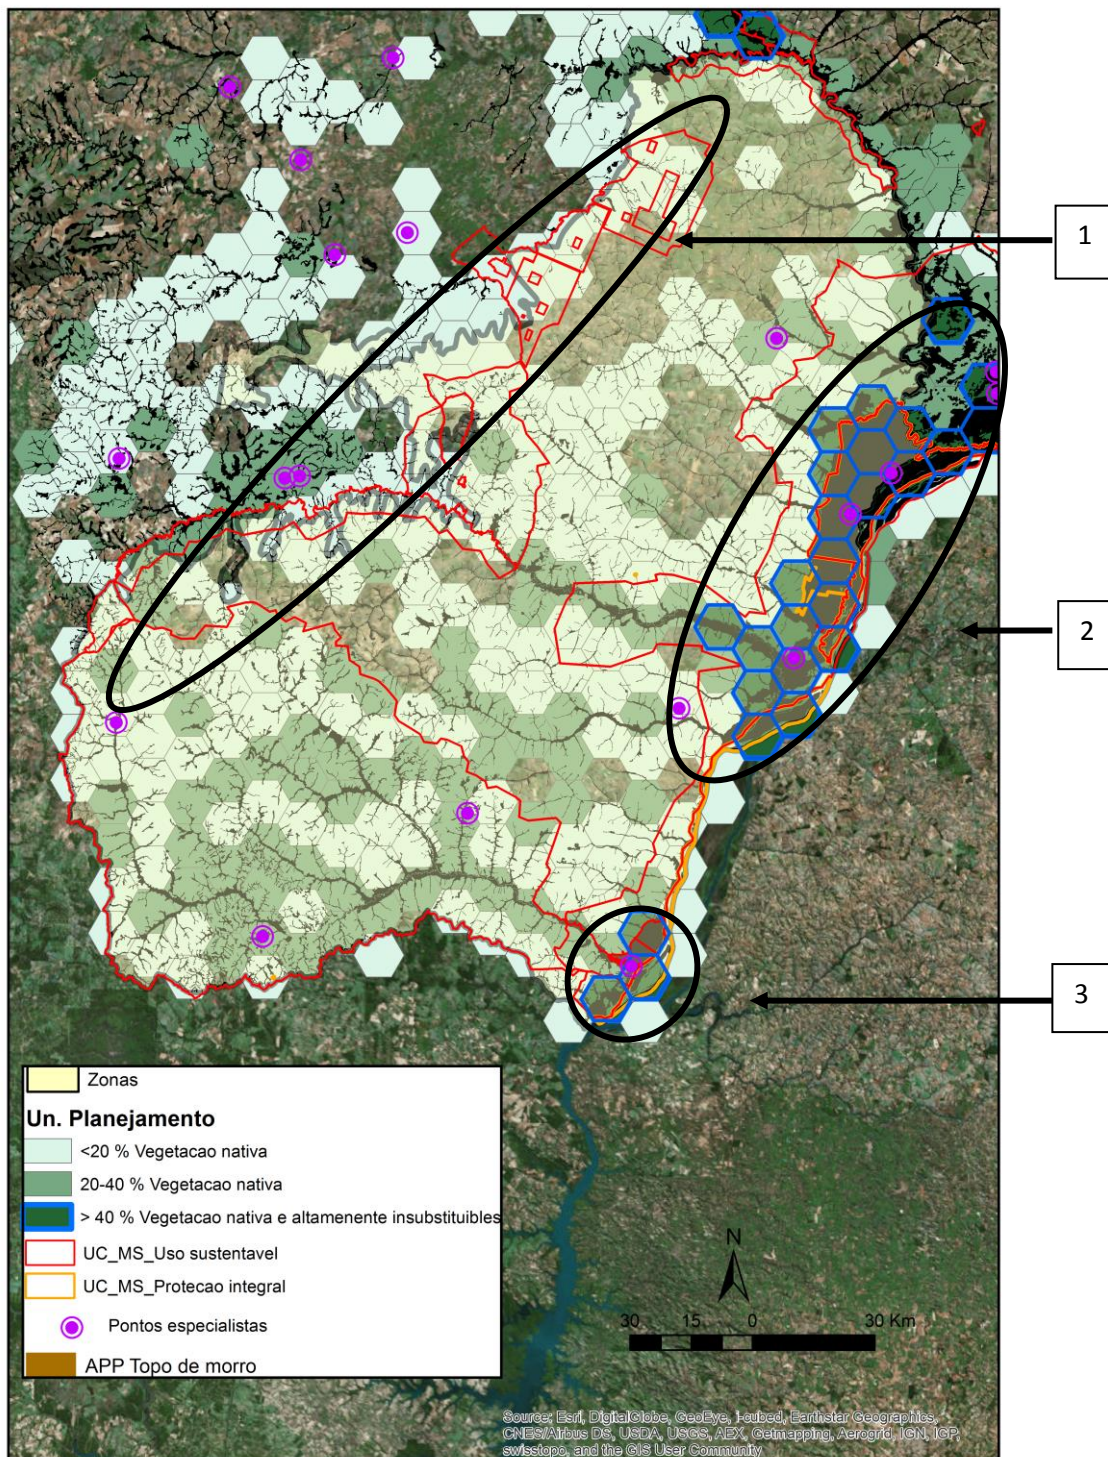 1
2
3
Zonas
Un. Planejamento
<20 % Vegetacao nativa
20-40 % Vegetacao nativa
> 40 % Vegetacao nativa e altamenente insubstituibles
UC_MS_Uso sustentavel
UC_MS_Protecao integral
Pontos especialistas
APP Topo de morro
N
30 15 0 30 Km
Source: Esri, DigitalGlobe, GeoEye, i-cubed, Earthstar Geographics,
CNES/Airbus DS, USDA, USGS, AEX, Getmapping, Aerogrid, IGN, IGP,
swisstopo, and the GIS User Community